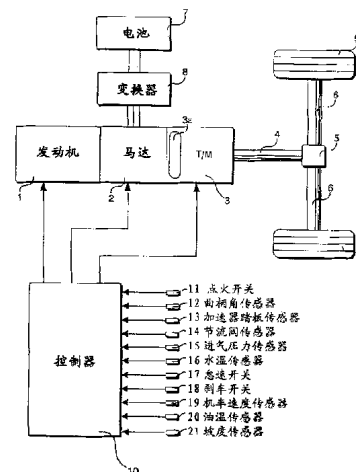 7
电池
8
变换器
9
3a
6
发动机
马达
T/M
4
5
1
2
3
6
控制器
11 点火开关
12 曲柄角传感器
13 加速器踏板传感器
14 节流阀传感器
15 进气压力传感器
16 水温传感器
17 怠速开关
18 刹车开关
19 机车速度传感器
20 油温传感器
21 坡度传感器
10